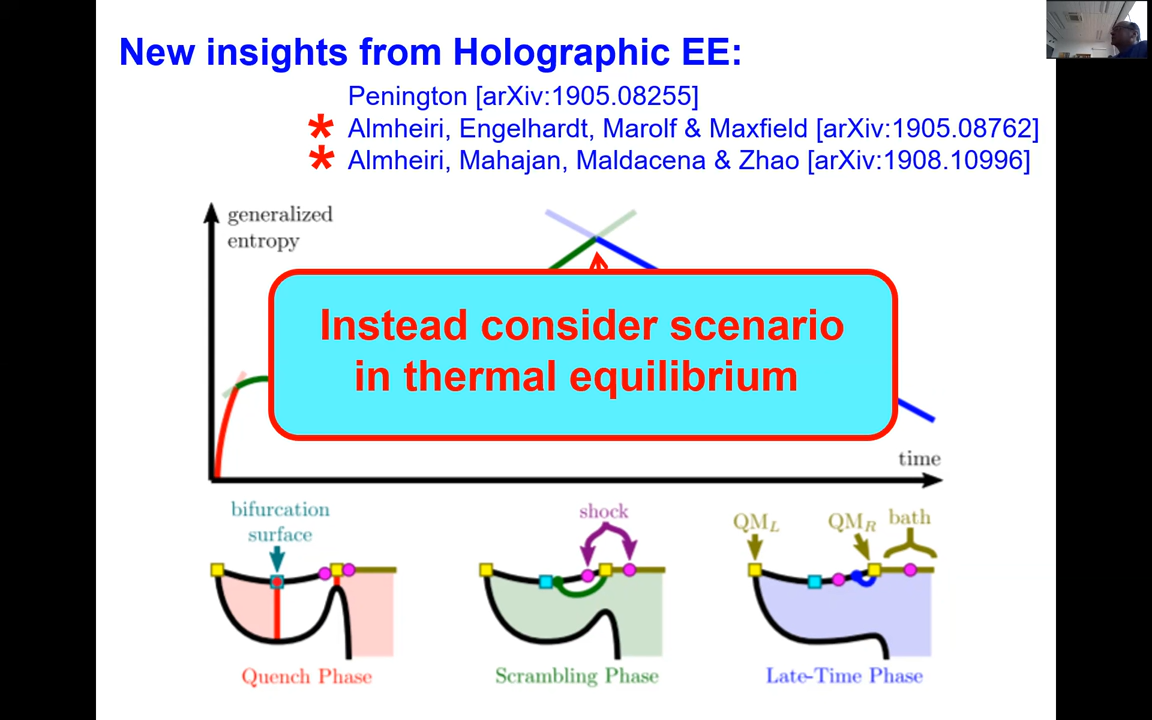 New insights from Holographic EE:
Penington [arXiv:1905.08255]
* Almheiri, Engelhardt, Marolf & Maxfield [arXiv:1905.08762]
* Almheiri, Mahajan, Maldacena & Zhao [arXiv:1908.10996]
generalized
entropy
Instead consider scenario
in thermal equilibrium
time
bifurcation
surface
shock
QML
QMR
bath
Quench Phase
Scrambling Phase
Late-Time Phase